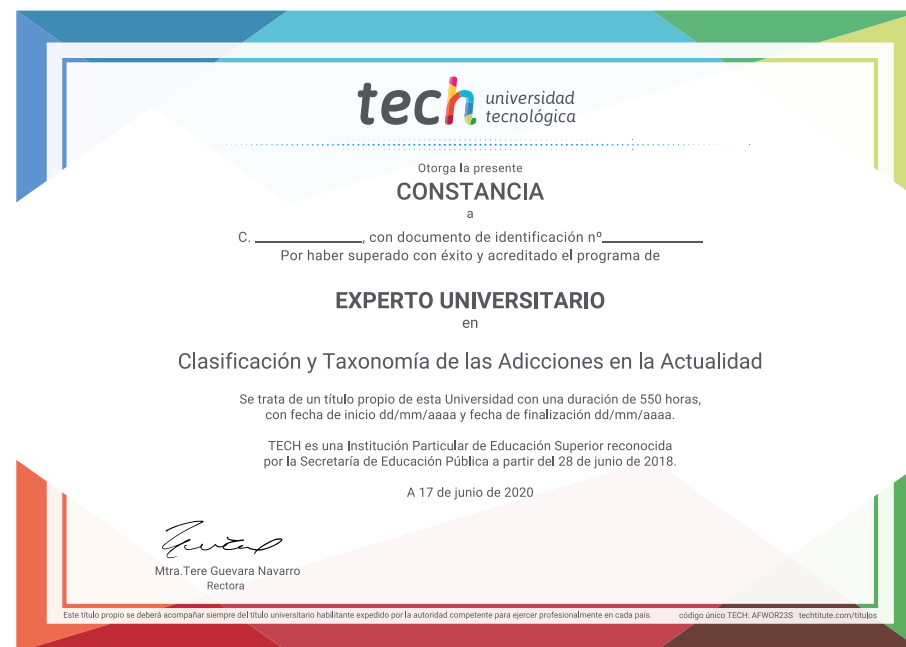 tech universidad
tecnológica
Otorga la presente
CONSTANCIA
a
C. ____________, con documento de identificación nº____________
Por haber superado con éxito y acreditado el programa de
EXPERTO UNIVERSITARIO
en
Clasificación y Taxonomía de las Adicciones en la Actualidad
Se trata de un título propio de esta Universidad con una duración de 550 horas,
con fecha de inicio dd/mm/aaaa y fecha de finalización dd/mm/aaaa.
TECH es una Institución Particular de Educación Superior reconocida
por la Secretaría de Educación Pública a partir del 28 de junio de 2018.
A 17 de junio de 2020
Mtra.Tere Guevara Navarro
Rectora
Este título propio se deberá acompañar siempre del título universitario habilitante expedido por la autoridad competente para ejercer profesionalmente en cada país. código único TECH: AFWOR23S techtitute.com/titulos